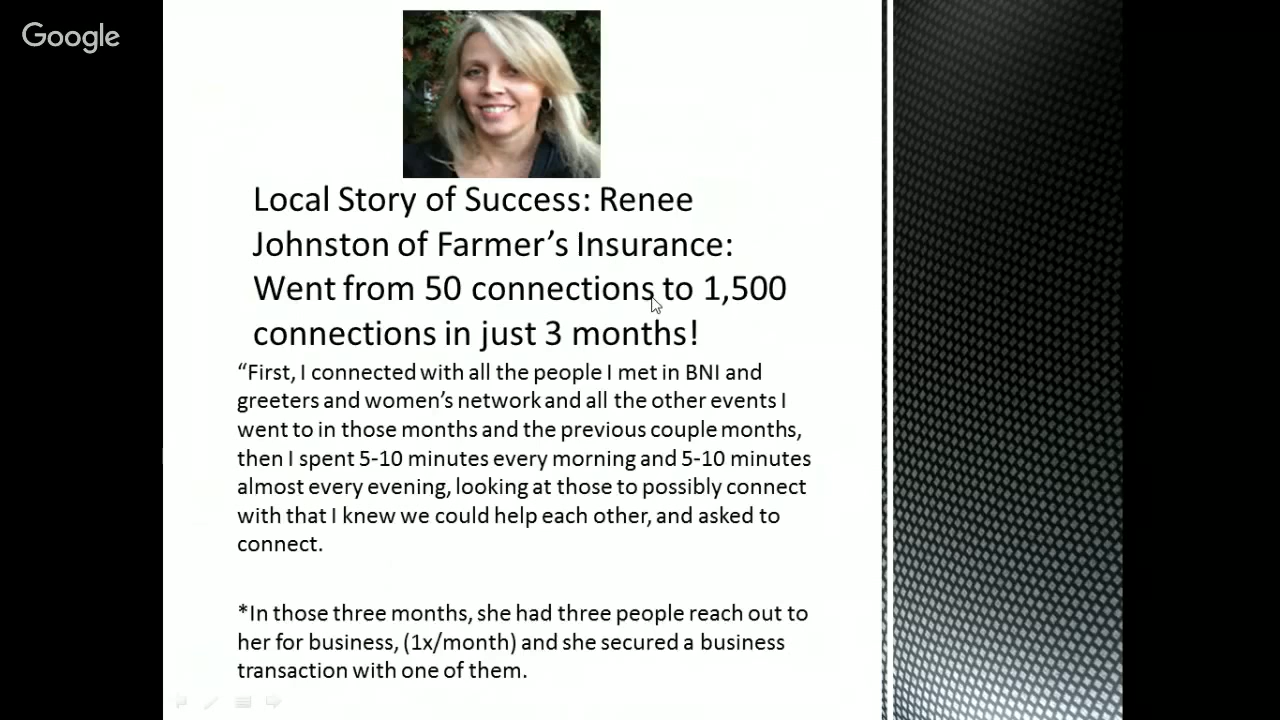 Google
Local Story of Success: Renee
Johnston of Farmer’s Insurance:
Went from 50 connections to 1,500
connections in just 3 months!
“First, I connected with all the people I met in BNI and
greeters and women’s network and all the other events I
went to in those months and the previous couple months,
then I spent 5-10 minutes every morning and 5-10 minutes
almost every evening, looking at those to possibly connect
with that I knew we could help each other, and asked to
connect.
*In those three months, she had three people reach out to
her for business, (1x/month) and she secured a business
transaction with one of them.